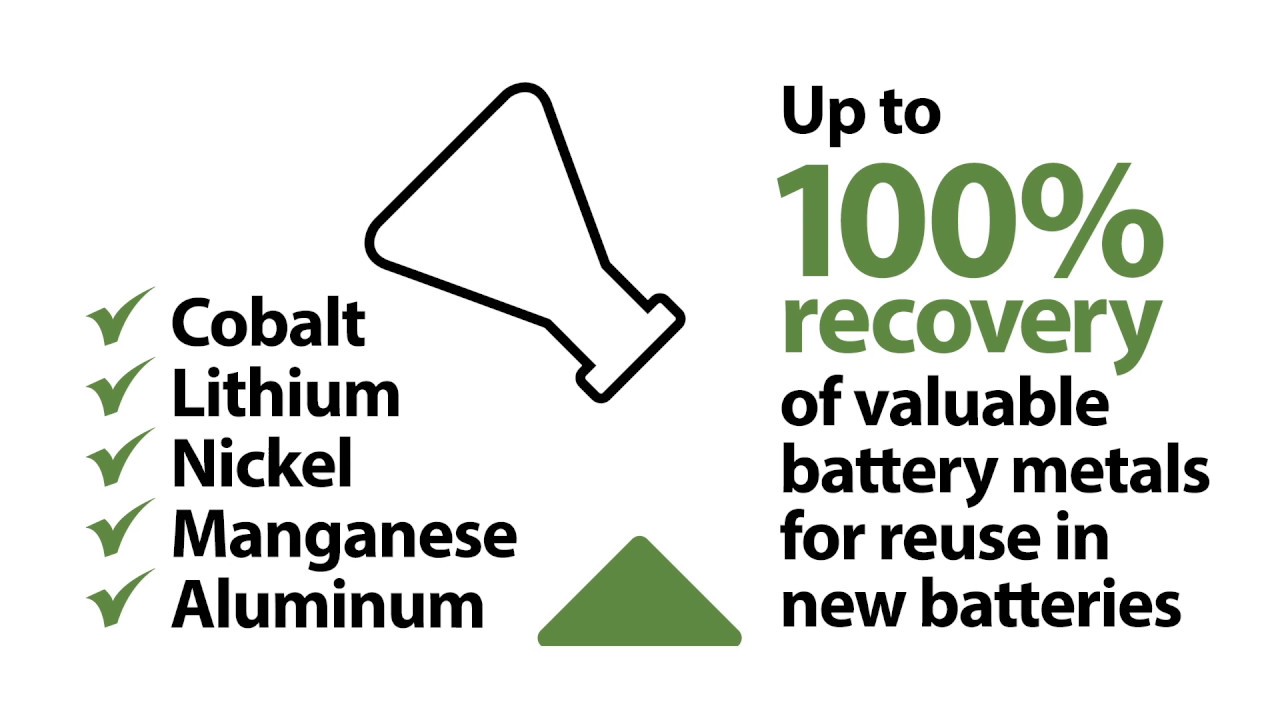 Cobalt
Lithium
Nickel
Manganese
Aluminum
Up to
100%
recovery
of valuable
battery metals
for reuse in
new batteries